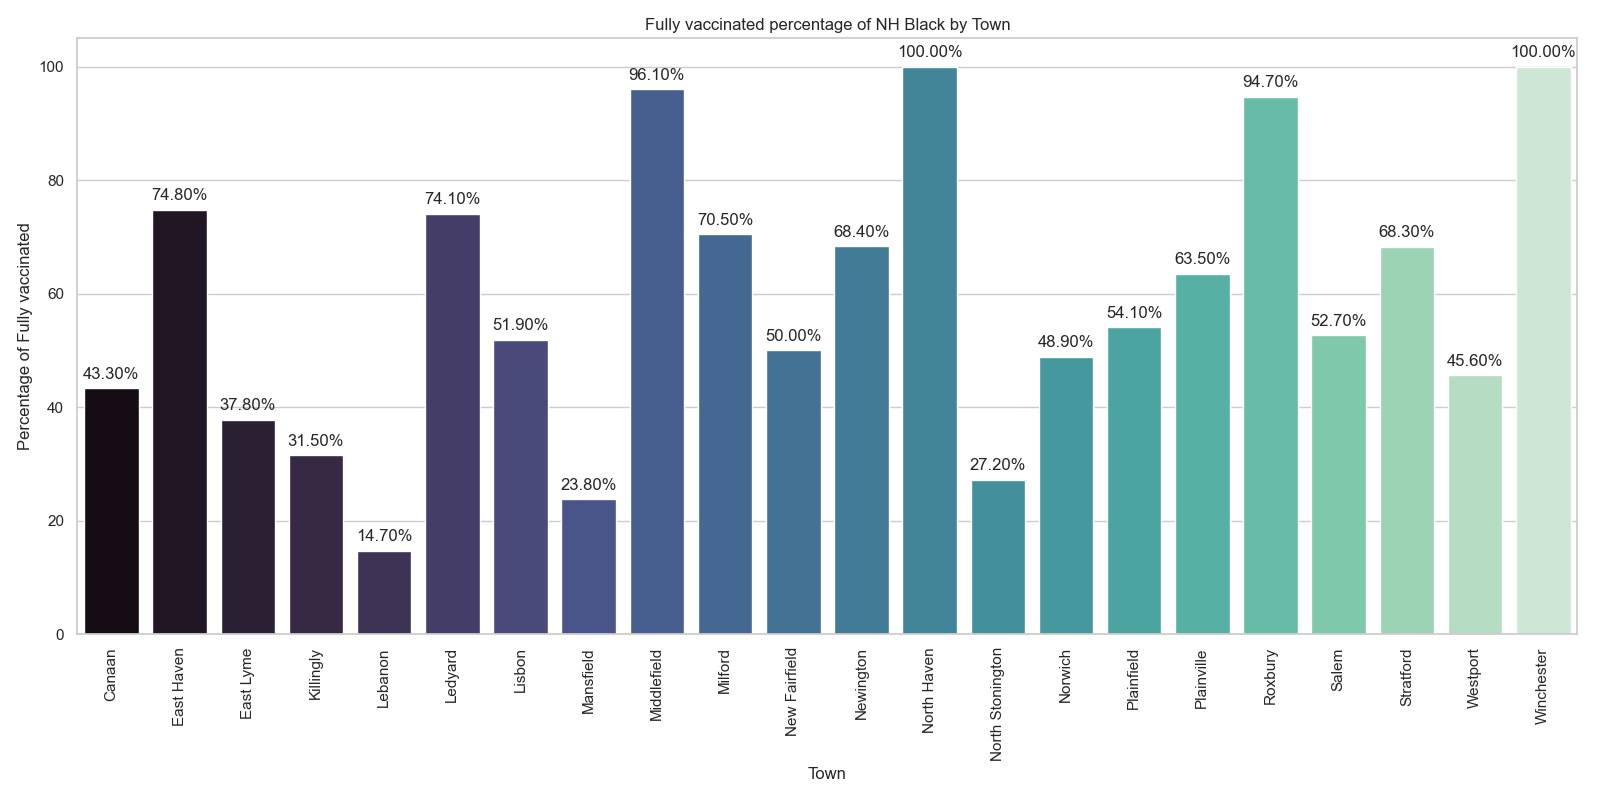 Fully vaccinated percentage of NH Black by Town
Percentage of Fully vaccinated
100
80
60
40
20
0
43.30%
74.80%
37.80%
31.50%
14.70%
74.10%
51.90%
23.80%
96.10%
70.50%
50.00%
68.40%
100.00%
27.20%
48.90%
54.10%
63.50%
94.70%
52.70%
68.30%
45.60%
100.00%
Canaan
East Haven
East Lyme
Killingly
Lebanon
Ledyard
Lisbon
Mansfield
Middlefield
Milford
New Fairfield
Newington
North Haven
North Stonington
Norwich
Plainfield
Plainville
Roxbury
Salem
Stratford
Westport
Winchester
Town